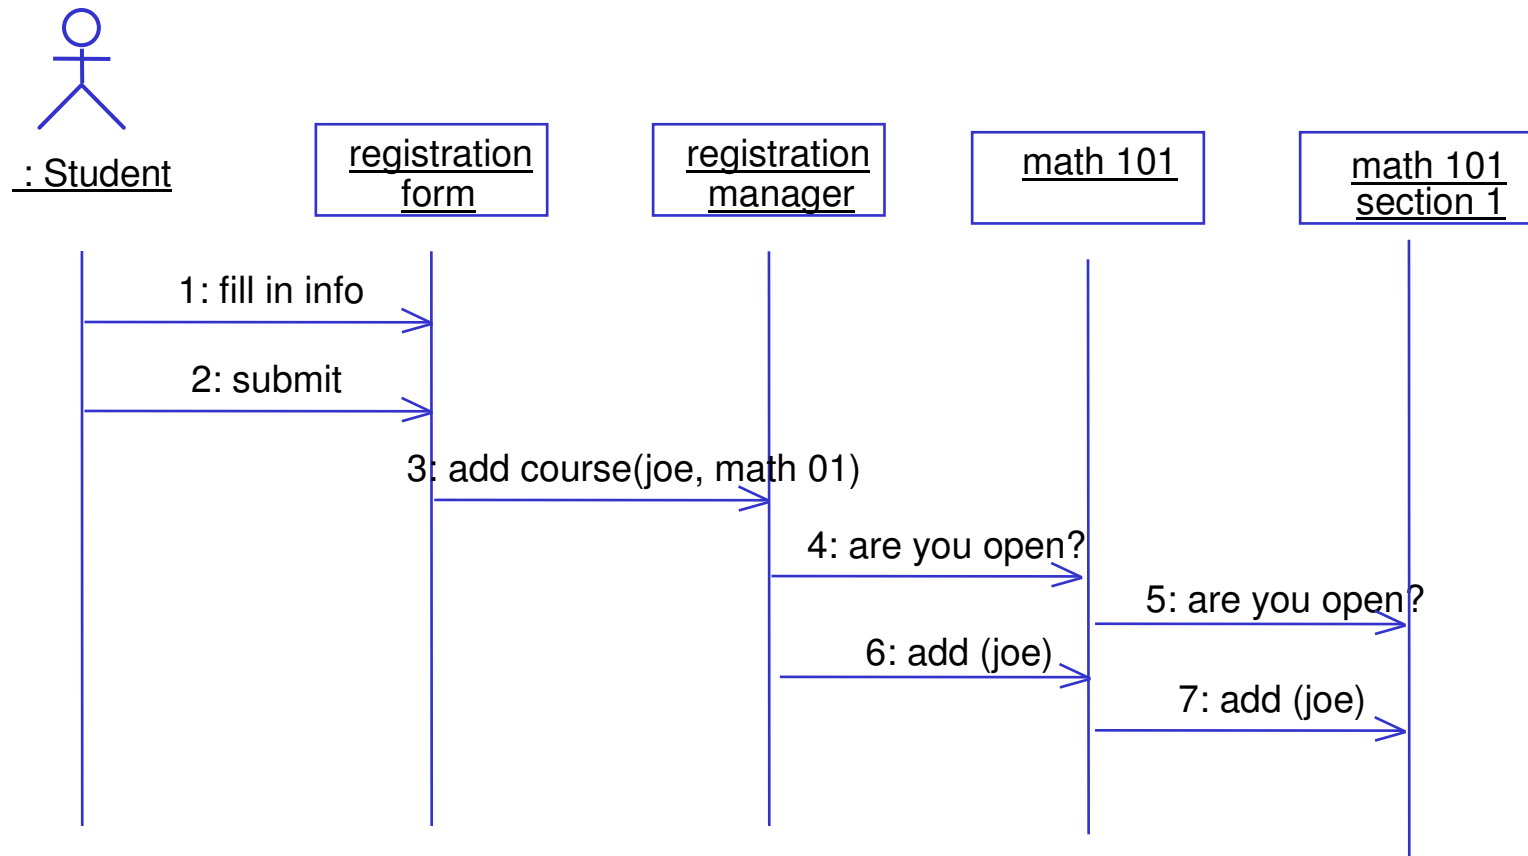 : Student
registration
form
registration
manager
math 101
math 101
section 1
1: fill in info
2: submit
3: add course(joe, math 01)
4: are you open?
5: are you open?
6: add (joe)
7: add (joe)